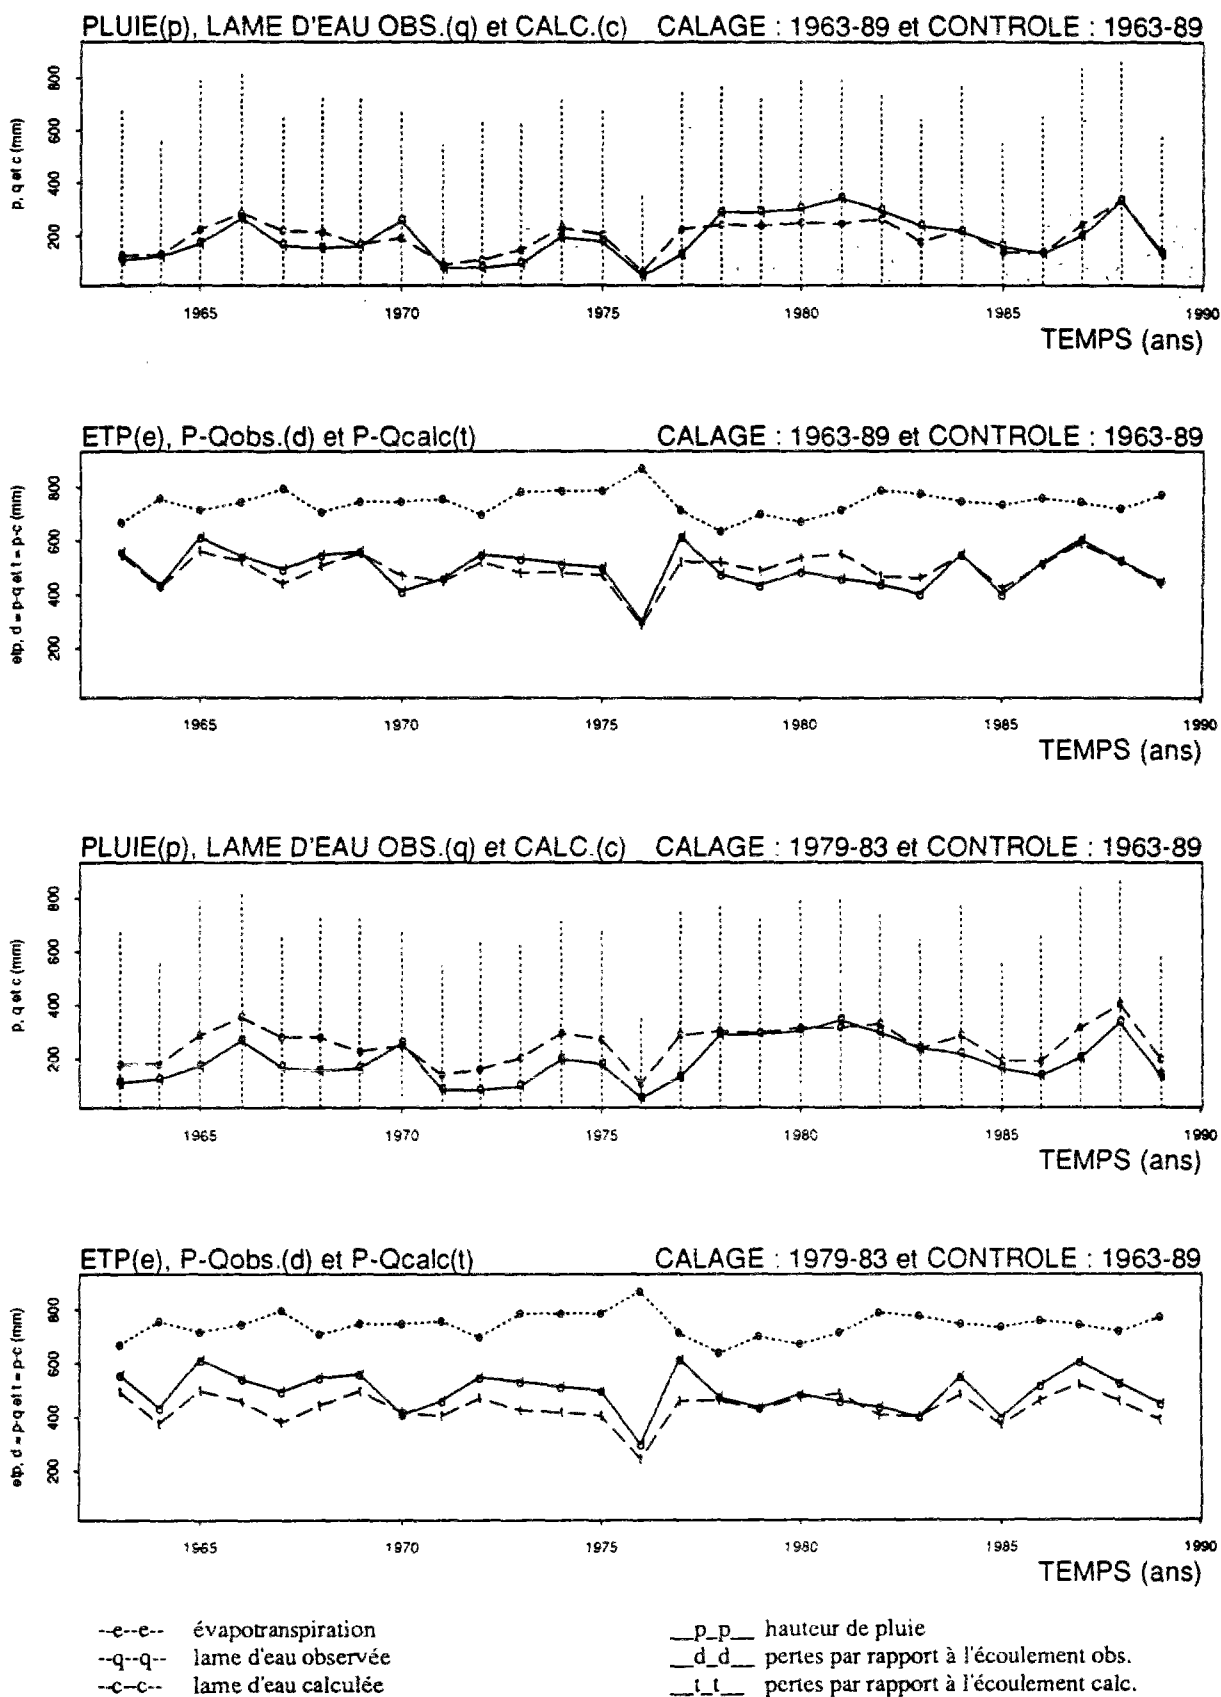 PLUIE(p), LAME D'EAU OBS.(q) et CALC.(c) CALAGE : 1963-89 et CONTROLE : 1963-89
p, q et c (mm)
800
600
400
200
1965 1970 1975 1980 1985 1990
TEMPS (ans)
ETP(e), P-Qobs.(d) et P-Qcalc(t) CALAGE : 1963-89 et CONTROLE : 1963-89
etp, d = p-q et t = p-c (mm)
800
600
400
200
1965 1970 1975 1980 1985 1990
TEMPS (ans)
PLUIE(p), LAME D'EAU OBS.(q) et CALC.(c) CALAGE : 1979-83 et CONTROLE : 1963-89
p, q et c (mm)
800
600
400
200
1965 1970 1975 1980 1985 1990
TEMPS (ans)
ETP(e), P-Qobs.(d) et P-Qcalc(t) CALAGE : 1979-83 et CONTROLE : 1963-89
etp, d = p-q et t = p-c (mm)
800
600
400
200
1965 1970 1975 1980 1985 1990
TEMPS (ans)
--e--e-- évapotranspiration __p_p__ hauteur de pluie
--q--q-- lame d'eau observée __d_d__ pertes par rapport à l'écoulement obs.
--c--c-- lame d'eau calculée __t_t__ pertes par rapport à l'écoulement calc.